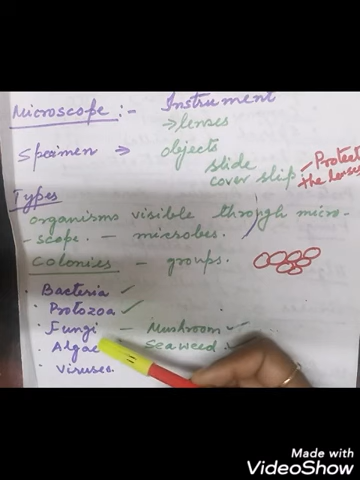 Microscope :- Instrument
→ lenses
Specimen → objects
slide
cover slip - Protect the lenses
Types
organisms visible through micro-
-scope. - microbes.
Colonies - groups.
· Bacteria ✓
· Protozoa ✓
· Fungi - Mushroom ✓
· Algae - Seaweed ✓
· Viruses.
Made with
VideoShow